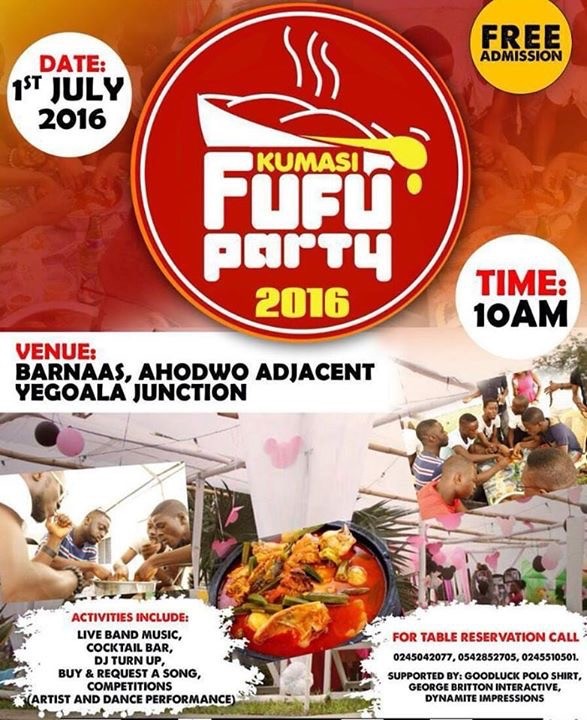 DATE:
1ST JULY
2016
FREE
ADMISSION
KUMASI
FUFU
PARTY
2016
TIME:
10AM
VENUE:
BARNAAS, AHODWO ADJACENT
YEGOALA JUNCTION
ACTIVITIES INCLUDE:
LIVE BAND MUSIC,
COCKTAIL BAR,
DJ TURN UP,
BUY & REQUEST A SONG,
COMPETITIONS
(ARTIST AND DANCE PERFORMANCE)
FOR TABLE RESERVATION CALL
0245042077, 0542852705, 0245510501.
SUPPORTED BY: GOODLUCK POLO SHIRT,
GEORGE BRITTON INTERACTIVE,
DYNAMITE IMPRESSIONS